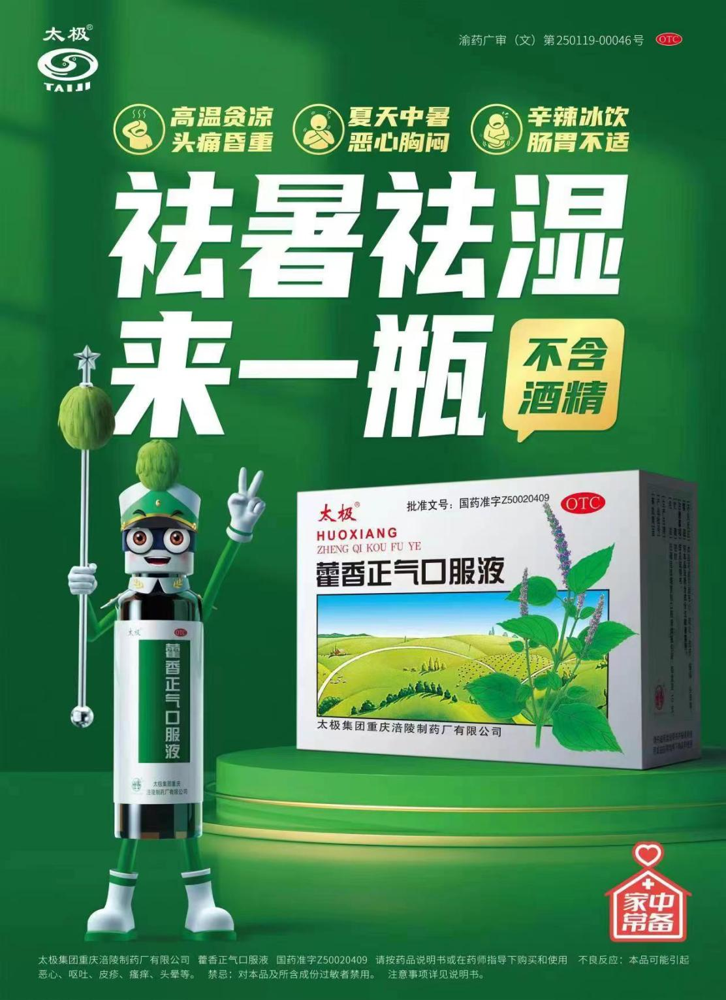 太极®
TAIJI
渝药广审（文）第250119-00046号 OTC
高温贪凉
头痛昏重
夏天中暑
恶心胸闷
辛辣冰饮
肠胃不适
祛暑祛湿
来一瓶
不含
酒精
太极®
批准文号：国药准字Z50020409
OTC
HUOXIANG
ZHENG QI KOU FU YE
藿香正气口服液
太极集团重庆涪陵制药厂有限公司
太极
OTC
藿香正气口服液
太极集团重庆
涪陵制药厂有限公司
家中
常备
太极集团重庆涪陵制药厂有限公司 藿香正气口服液 国药准字Z50020409 请按药品说明书或在药师指导下购买和使用 不良反应：本品可能引起
恶心、呕吐、皮疹、瘙痒、头晕等。 禁忌：对本品及所含成份过敏者禁用。 注意事项详见说明书。